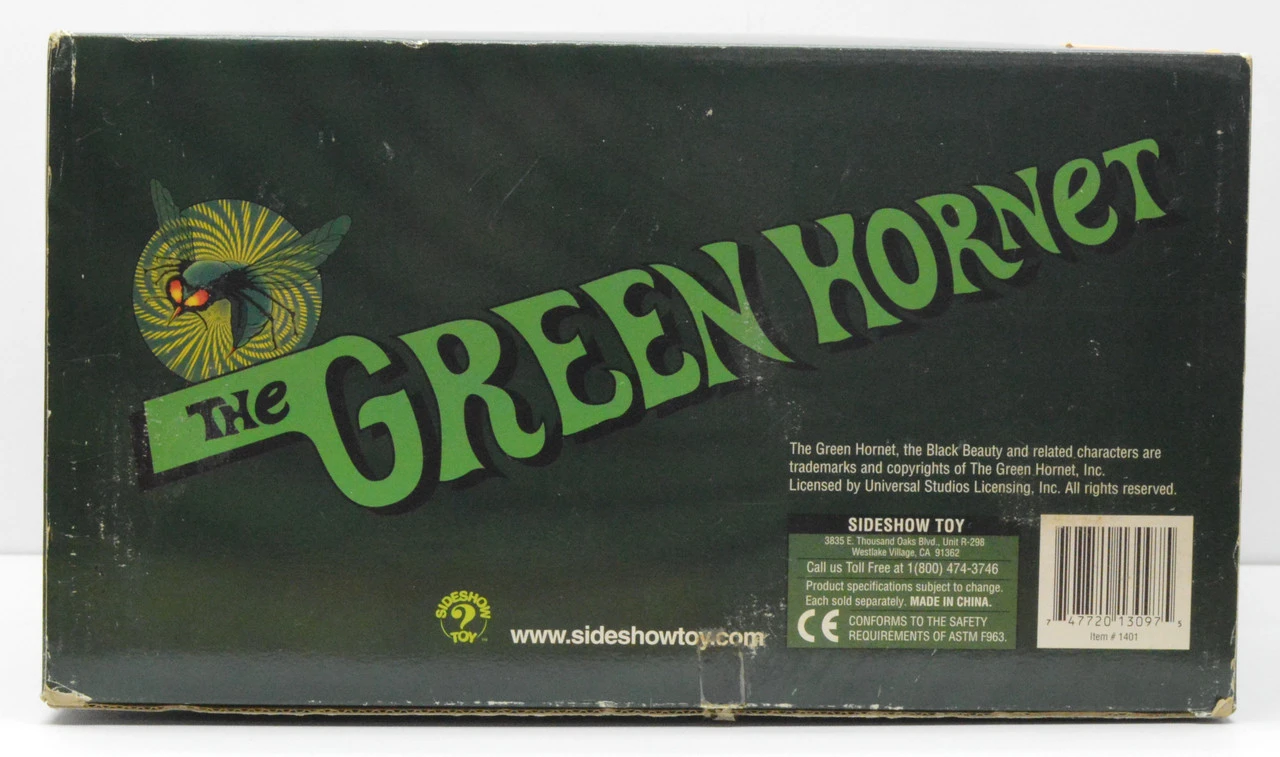 THE GREEN HORNET
The Green Hornet, the Black Beauty and related characters are
trademarks and copyrights of The Green Hornet, Inc.
Licensed by Universal Studios Licensing, Inc. All rights reserved.
SIDESHOW TOY
3835 E. Thousand Oaks Blvd., Unit R-298
Westlake Village, CA 91362
Call us Toll Free at 1(800) 474-3746
Product specifications subject to change.
Each sold separately. MADE IN CHINA.
CE CONFORMS TO THE SAFETY
REQUIREMENTS OF ASTM F963.
7 47720 13097 5
Item # 1401
SIDESHOW
?
TOY
TM
www.sideshowtoy.com